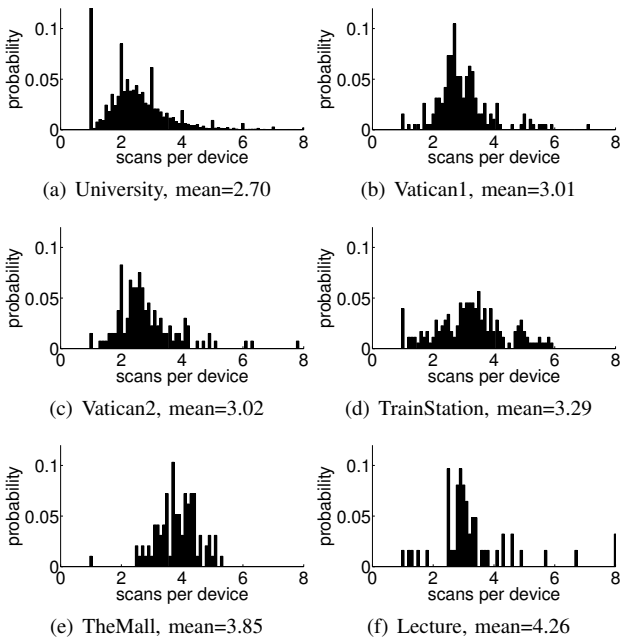 0.1
0.05
0
probability
0 2 4 6 8
scans per device
(a) University, mean=2.70
0.1
0.05
0
probability
0 2 4 6 8
scans per device
(b) Vatican1, mean=3.01
0.1
0.05
0
probability
0 2 4 6 8
scans per device
(c) Vatican2, mean=3.02
0.1
0.05
0
probability
0 2 4 6 8
scans per device
(d) TrainStation, mean=3.29
0.1
0.05
0
probability
0 2 4 6 8
scans per device
(e) TheMall, mean=3.85
0.1
0.05
0
probability
0 2 4 6 8
scans per device
(f) Lecture, mean=4.26